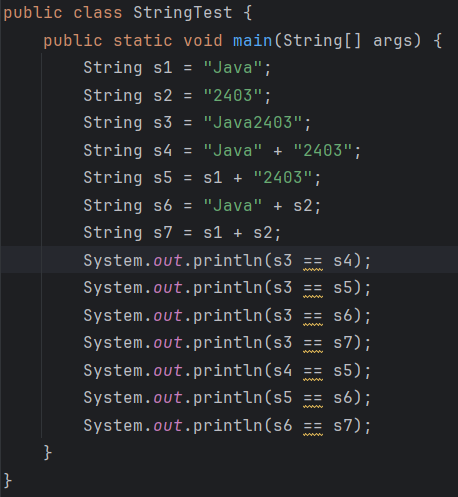 public class StringTest {
    public static void main(String[] args) {
        String s1 = "Java";
        String s2 = "2403";
        String s3 = "Java2403";
        String s4 = "Java" + "2403";
        String s5 = s1 + "2403";
        String s6 = "Java" + s2;
        String s7 = s1 + s2;
        System.out.println(s3 == s4);
        System.out.println(s3 == s5);
        System.out.println(s3 == s6);
        System.out.println(s3 == s7);
        System.out.println(s4 == s5);
        System.out.println(s5 == s6);
        System.out.println(s6 == s7);
    }
}